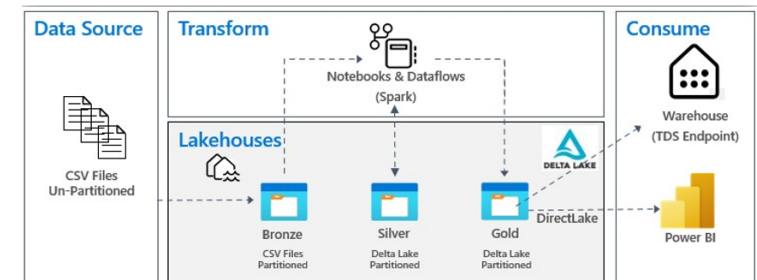 Data Source
CSV Files
Un-Partitioned
Transform
Notebooks & Dataflows
(Spark)
Lakehouses
DELTA LAKE
Bronze
CSV Files
Partitioned
Silver
Delta Lake
Partitioned
Gold
Delta Lake
Partitioned
DirectLake
Consume
Warehouse
(TDS Endpoint)
Power BI